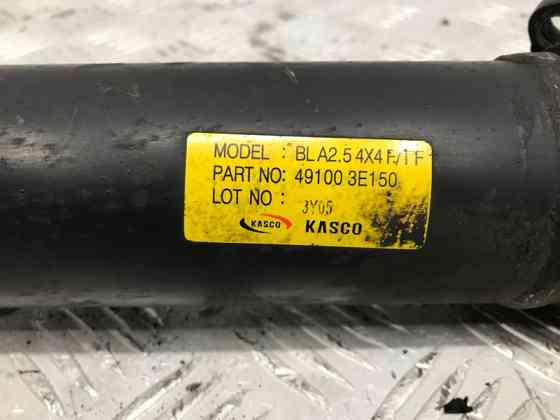 MODEL : BLA2.5 4X4 F/T F
PART NO: 49100 3E150
LOT NO : 3Y05
KASCO KASCO